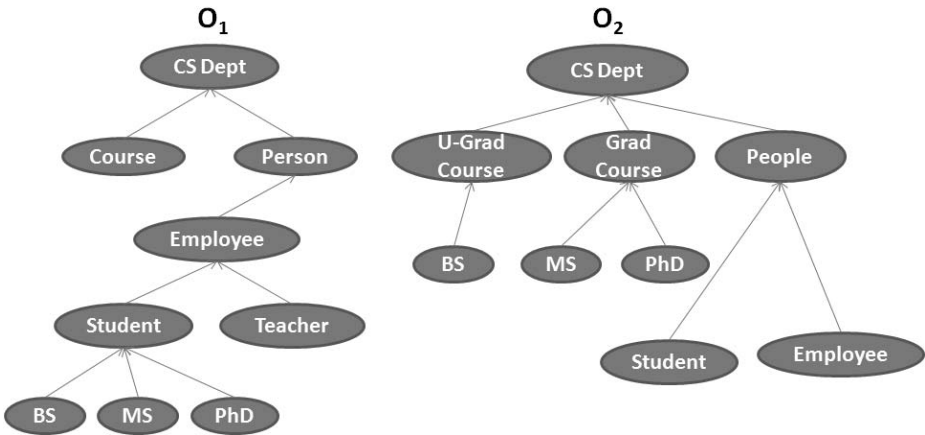 O1
CS Dept
Course
Person
Employee
Student
Teacher
BS
MS
PhD
O2
CS Dept
U-Grad
Course
Grad
Course
People
BS
MS
PhD
Student
Employee